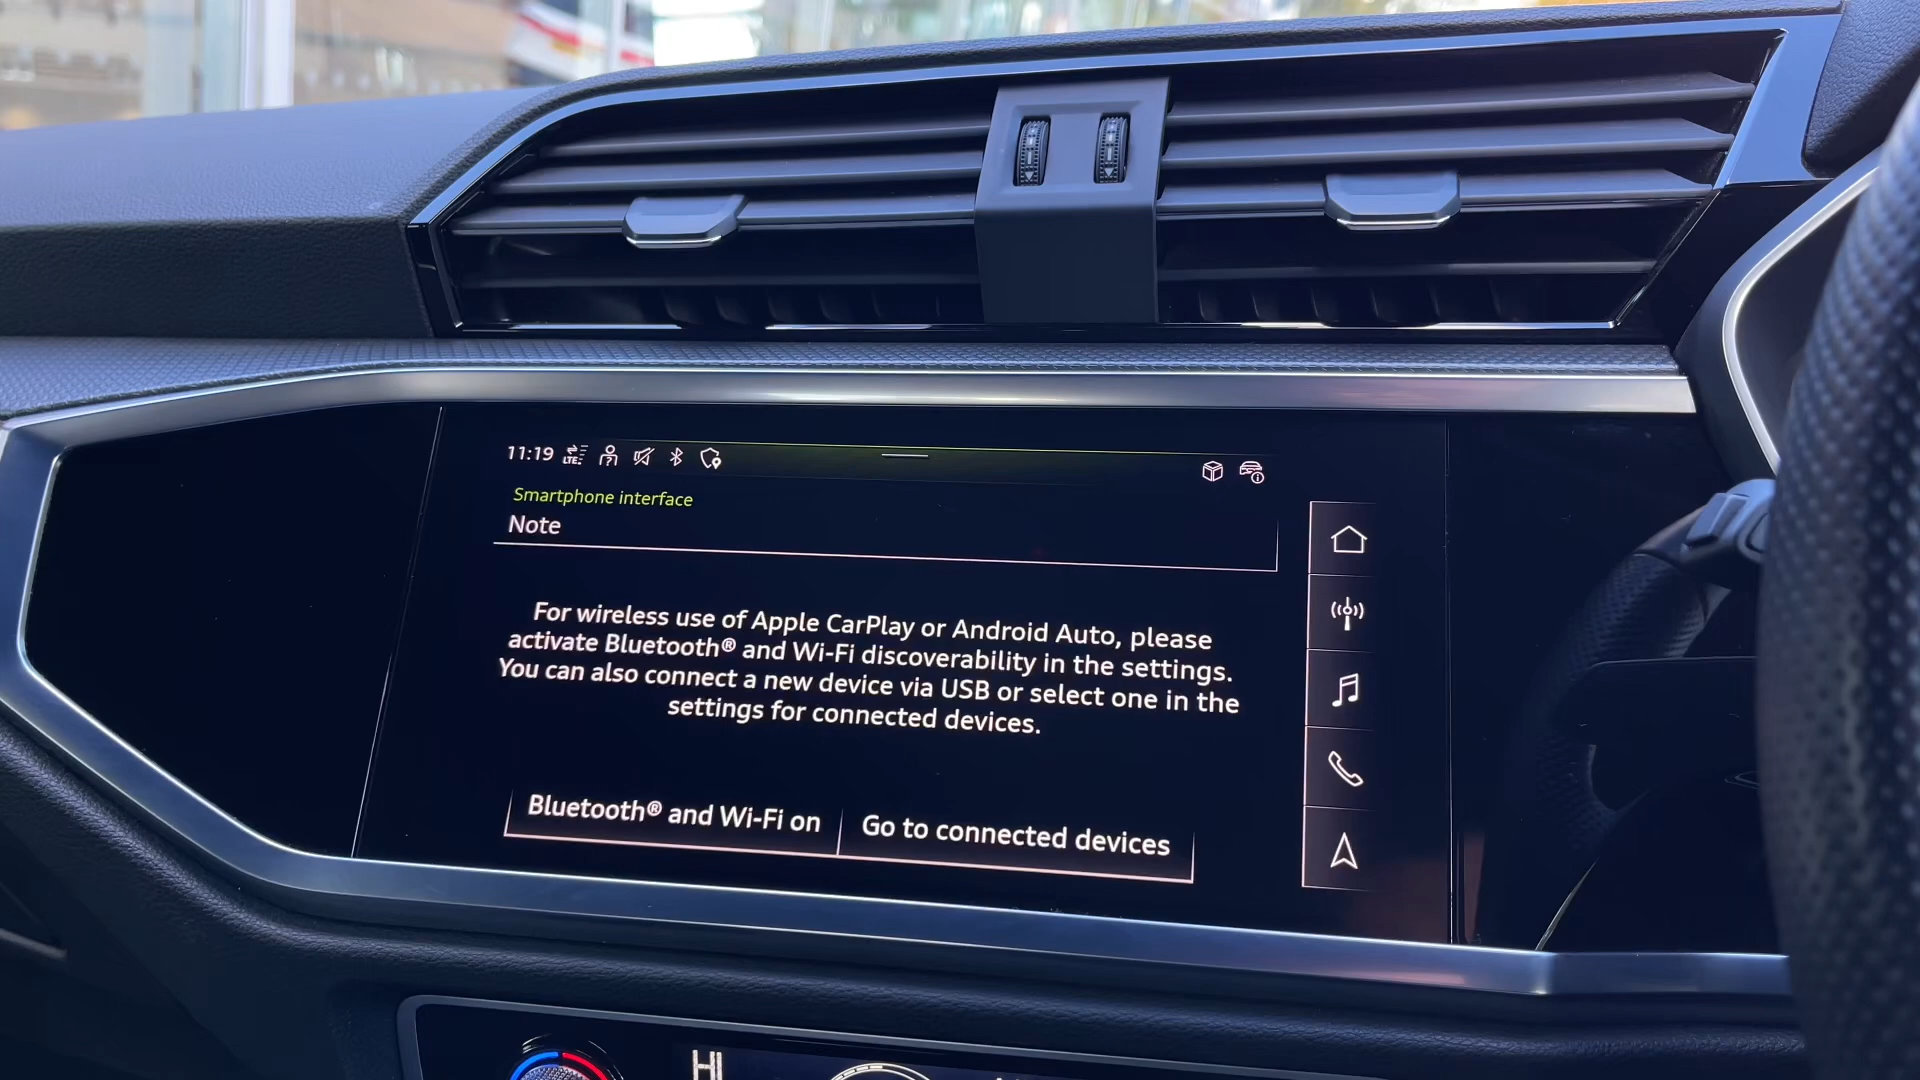 11:19 LTE
Smartphone interface
Note
For wireless use of Apple CarPlay or Android Auto, please
activate Bluetooth® and Wi-Fi discoverability in the settings.
You can also connect a new device via USB or select one in the
settings for connected devices.
Bluetooth® and Wi-Fi on
Go to connected devices
HI